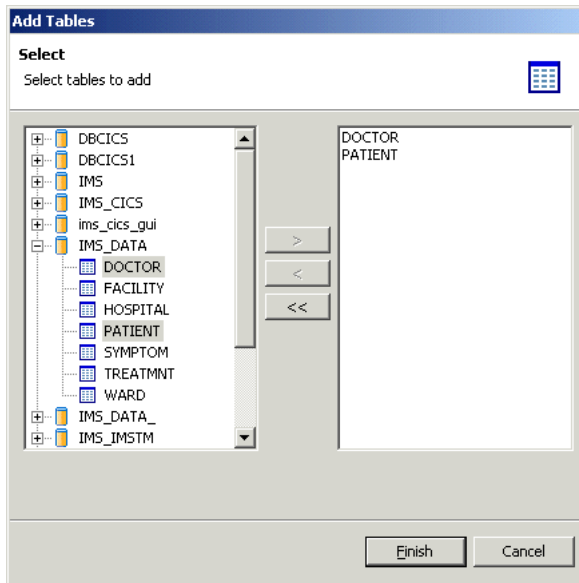 Add Tables
Select
Select tables to add
DBCICS
DBCICS1
IMS
IMS_CICS
ims_cics_gui
IMS_DATA
DOCTOR
FACILITY
HOSPITAL
PATIENT
SYMPTOM
TREATMNT
WARD
IMS_DATA_
IMS_IMSTM
>
<
<<
DOCTOR
PATIENT
Finish
Cancel